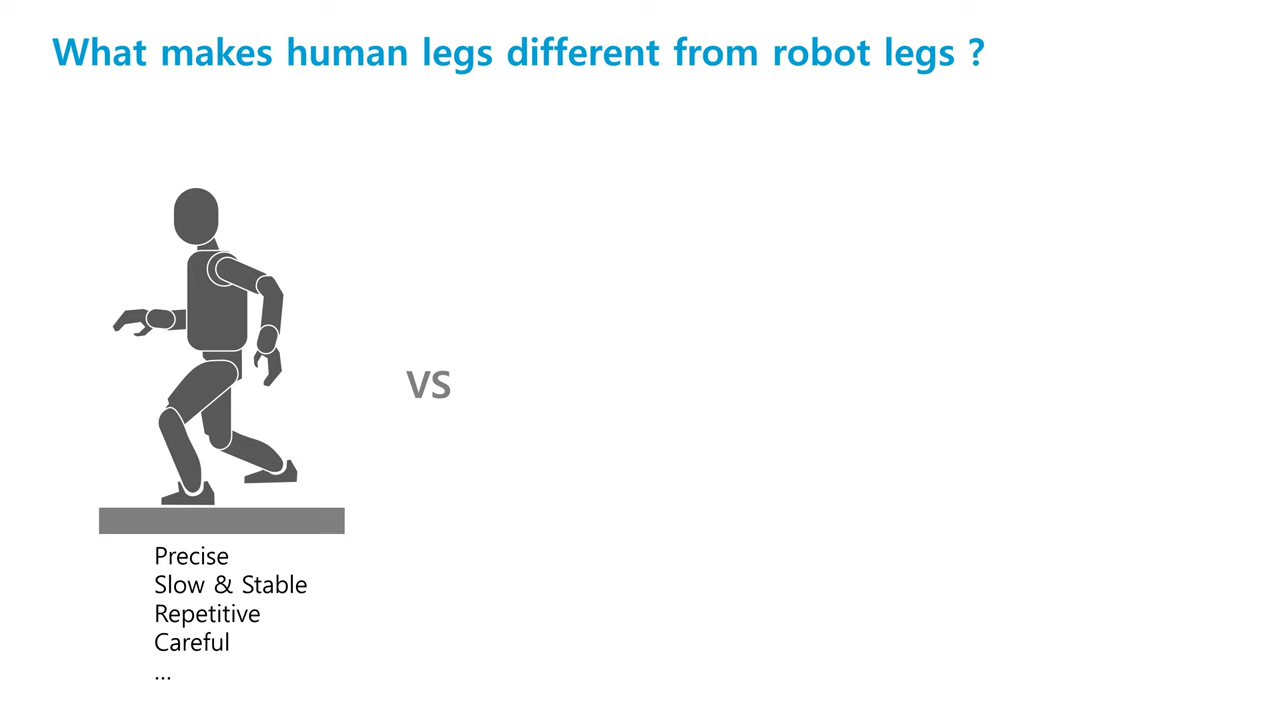 What makes human legs different from robot legs ?
VS
Precise
Slow & Stable
Repetitive
Careful
...